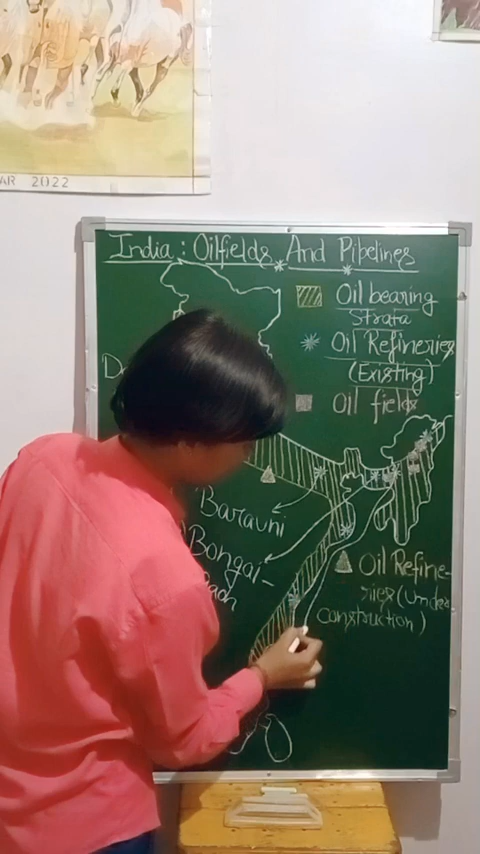 AR 2022
India : Oilfields And Pipelines
Oil bearing
Strata
Oil Refineries
(Existing)
Oil fields
Barauni
Bongai-
Oil Refine-
ries (Under
construction)